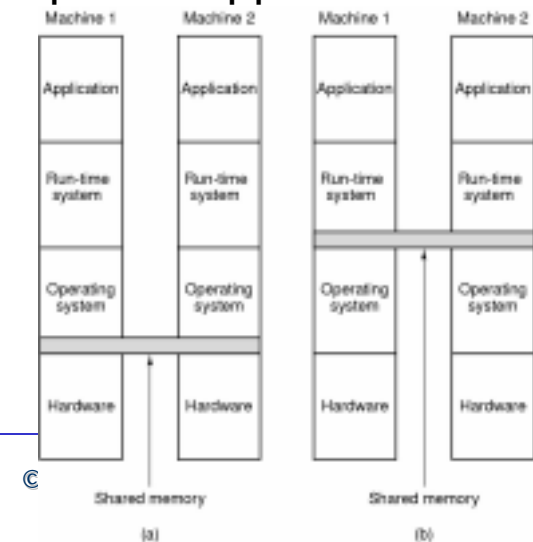 Machine 1 Machine 2 Machine 1 Machine 2
Application Application Application Application
Run-time Run-time Run-time Run-time
system system system system
Operating Operating Operating Operating
system system system system
Hardware Hardware Hardware Hardware
©
Shared memory Shared memory
(a) (b)